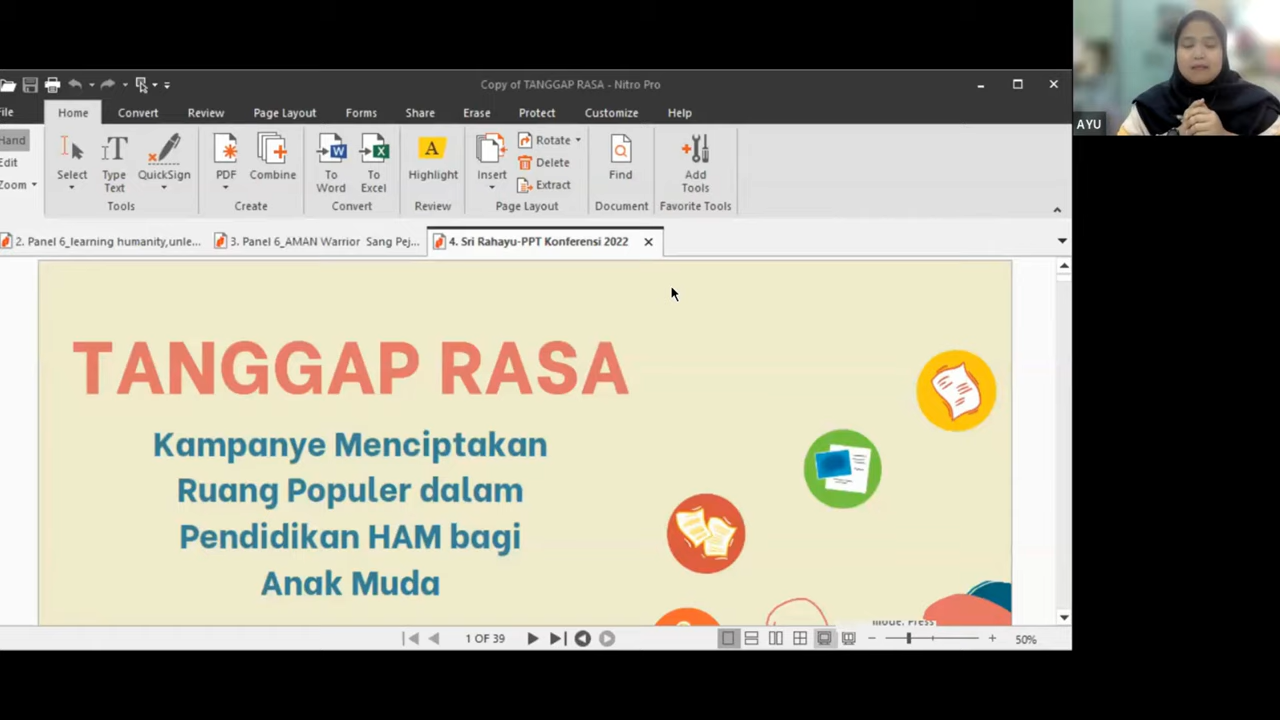 Copy of TANGGAP RASA - Nitro Pro
AYU
File
Home
Convert
Review
Page Layout
Forms
Share
Erase
Protect
Customize
Help
Hand
Edit
Zoom
Select
Type Text
QuickSign
Tools
PDF
Combine
Create
To Word
To Excel
Convert
Highlight
Review
Insert
Rotate
Delete
Extract
Page Layout
Find
Document
Add Tools
Favorite Tools
2. Panel 6_learning humanity,unle...
3. Panel 6_AMAN Warrior Sang Pej...
4. Sri Rahayu-PPT Konferensi 2022
TANGGAP RASA
Kampanye Menciptakan
Ruang Populer dalam
Pendidikan HAM bagi
Anak Muda
mode. Press
1 OF 39
50%